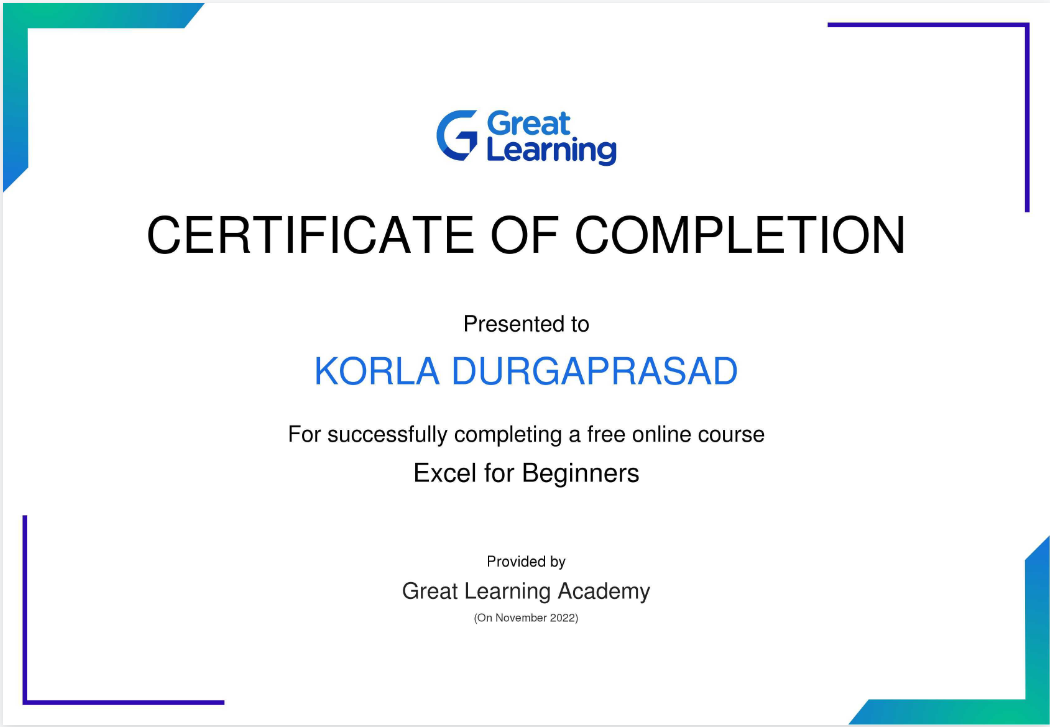 Great
Learning
CERTIFICATE OF COMPLETION
Presented to
KORLA DURGAPRASAD
For successfully completing a free online course
Excel for Beginners
Provided by
Great Learning Academy
(On November 2022)